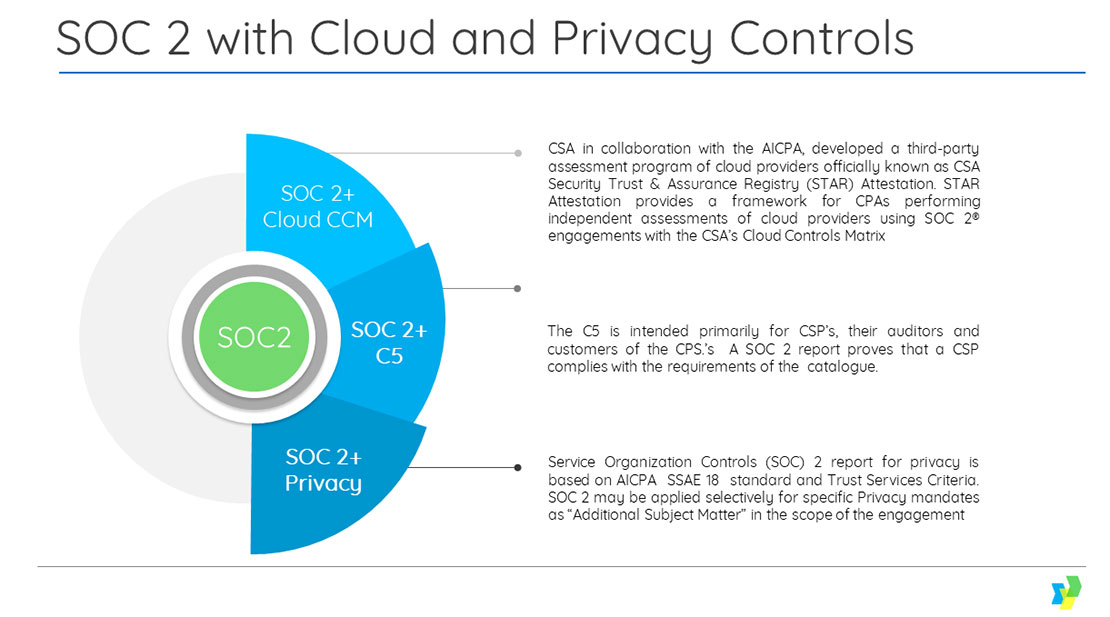 SOC 2 with Cloud and Privacy Controls
SOC 2+
Cloud CCM
SOC2
SOC 2+
C5
SOC 2+
Privacy
CSA in collaboration with the AICPA, developed a third-party
assessment program of cloud providers officially known as CSA
Security Trust & Assurance Registry (STAR) Attestation. STAR
Attestation provides a framework for CPAs performing
independent assessments of cloud providers using SOC 2®
engagements with the CSA's Cloud Controls Matrix
The C5 is intended primarily for CSP's, their auditors and
customers of the CPS.'s A SOC 2 report proves that a CSP
complies with the requirements of the catalogue.
Service Organization Controls (SOC) 2 report for privacy is
based on AICPA SSAE 18 standard and Trust Services Criteria.
SOC 2 may be applied selectively for specific Privacy mandates
as “Additional Subject Matter” in the scope of the engagement